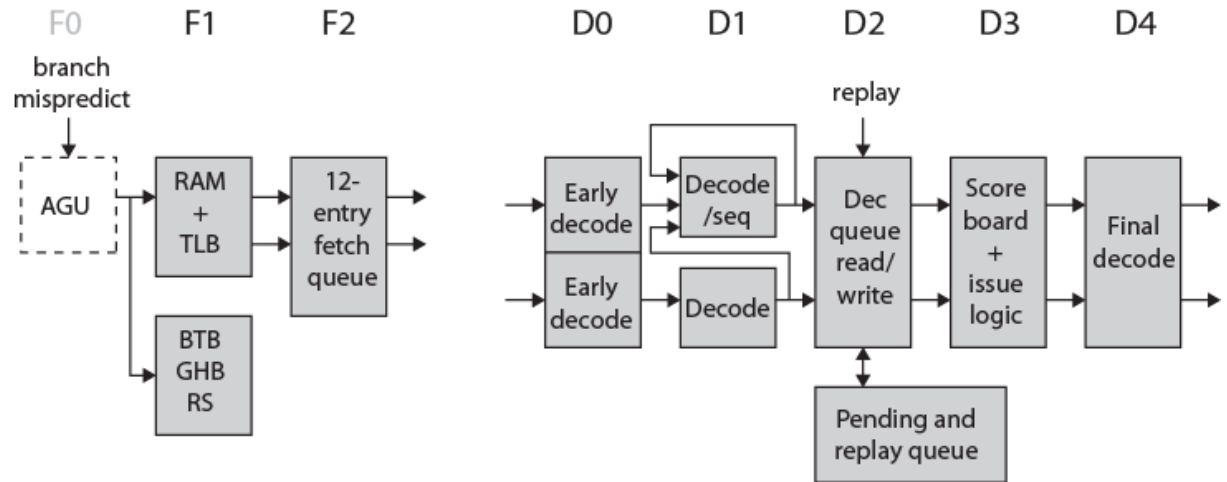 F0 F1 F2 D0 D1 D2 D3 D4
branch
mispredict
AGU
RAM
+
TLB
BTB
GHB
RS
12-
entry
fetch
queue
Early
decode
Early
decode
Decode
/seq
Decode
replay
Dec
queue
read/
write
Pending and
replay queue
Score
board
+
issue
logic
Final
decode